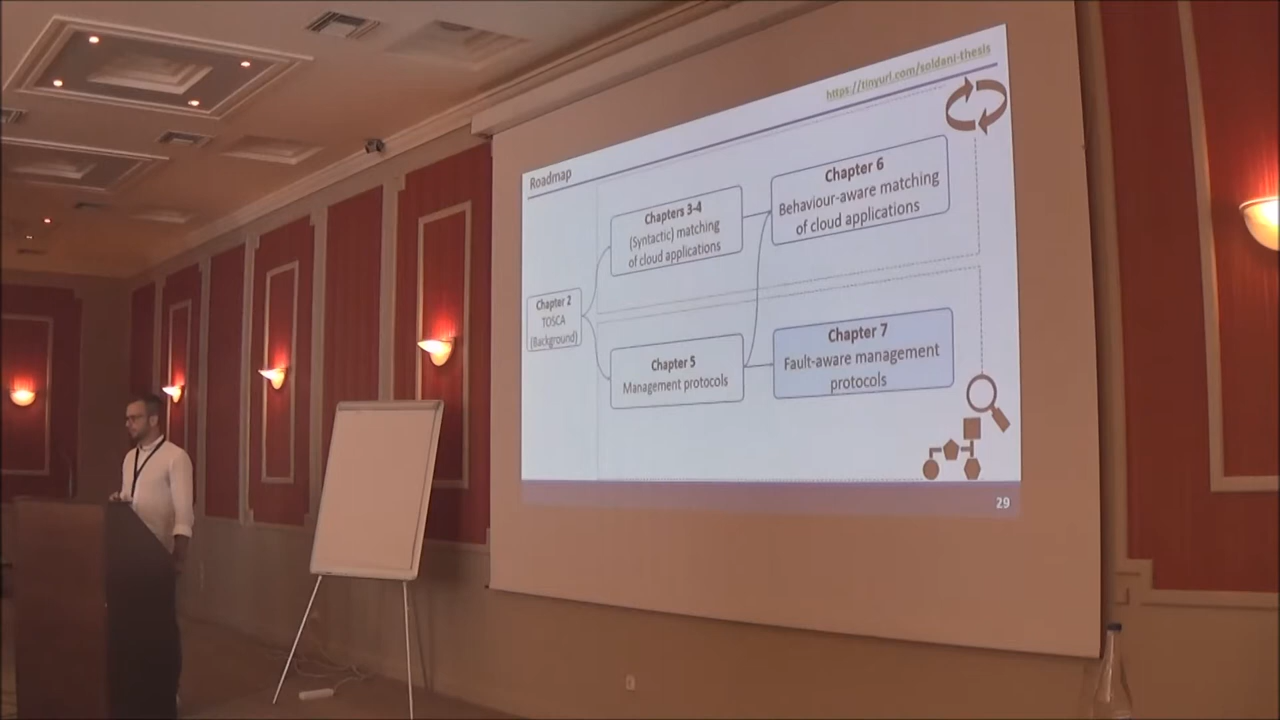 https://tinyurl.com/soldani-thesis
Roadmap
Chapter 2
TOSCA
(Background)
Chapters 3-4
(Syntactic) matching
of cloud applications
Chapter 6
Behaviour-aware matching
of cloud applications
Chapter 5
Management protocols
Chapter 7
Fault-aware management
protocols
29